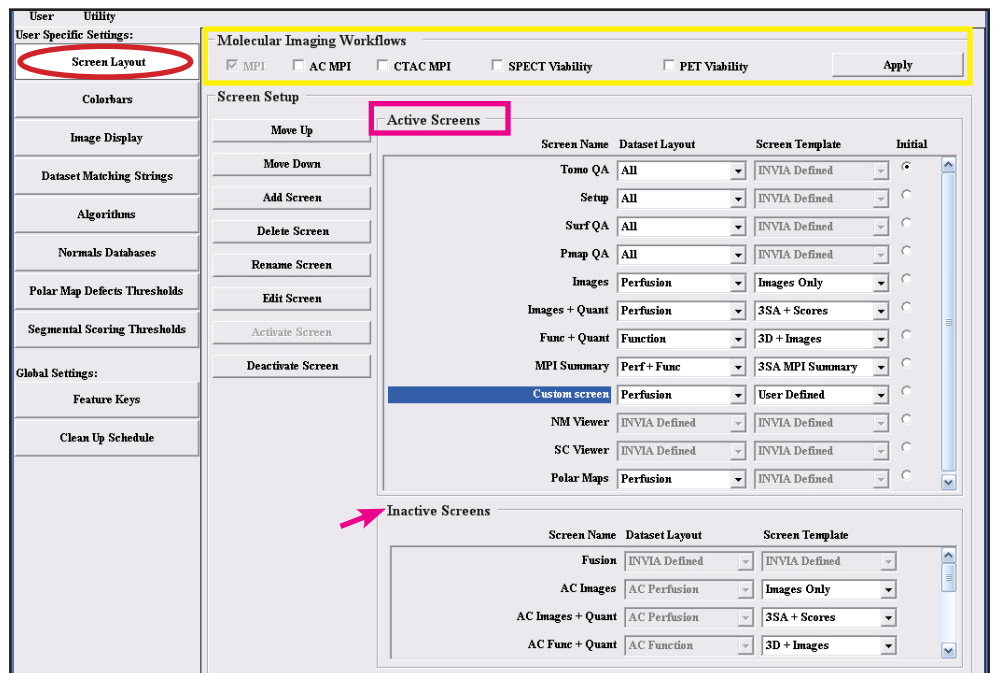 User Utility
User Specific Settings:
Screen Layout
Colorbars
Image Display
Dataset Matching Strings
Algorithms
Normals Databases
Polar Map Defects Thresholds
Segmental Scoring Thresholds
Global Settings:
Feature Keys
Clean Up Schedule
Molecular Imaging Workflows
MPI AC MPI CTAC MPI SPECT Viability PET Viability Apply
Screen Setup
Move Up
Move Down
Add Screen
Delete Screen
Rename Screen
Edit Screen
Activate Screen
Deactivate Screen
Active Screens
Screen Name Dataset Layout Screen Template Initial
Tomo QA All INVIA Defined
Setup All INVIA Defined
Surf QA All INVIA Defined
Pmap QA All INVIA Defined
Images Perfusion Images Only
Images + Quant Perfusion 3SA + Scores
Func + Quant Function 3D + Images
MPI Summary Perf + Func 3SA MPI Summary
Custom screen Perfusion User Defined
NM Viewer INVIA Defined INVIA Defined
SC Viewer INVIA Defined INVIA Defined
Polar Maps Perfusion INVIA Defined
Inactive Screens
Screen Name Dataset Layout Screen Template
Fusion INVIA Defined INVIA Defined
AC Images AC Perfusion Images Only
AC Images + Quant AC Perfusion 3SA + Scores
AC Func + Quant AC Function 3D + Images